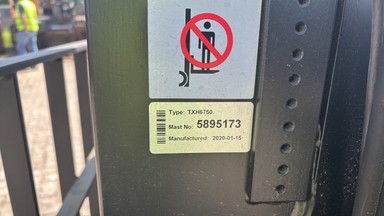 Type: TXH6750
Mast No: 5895173
Manufactured: 2020-01-15